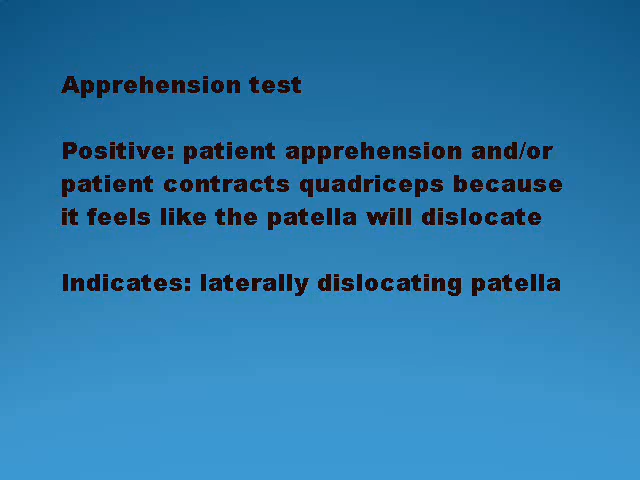 Apprehension test
Positive: patient apprehension and/or
patient contracts quadriceps because
it feels like the patella will dislocate
Indicates: laterally dislocating patella